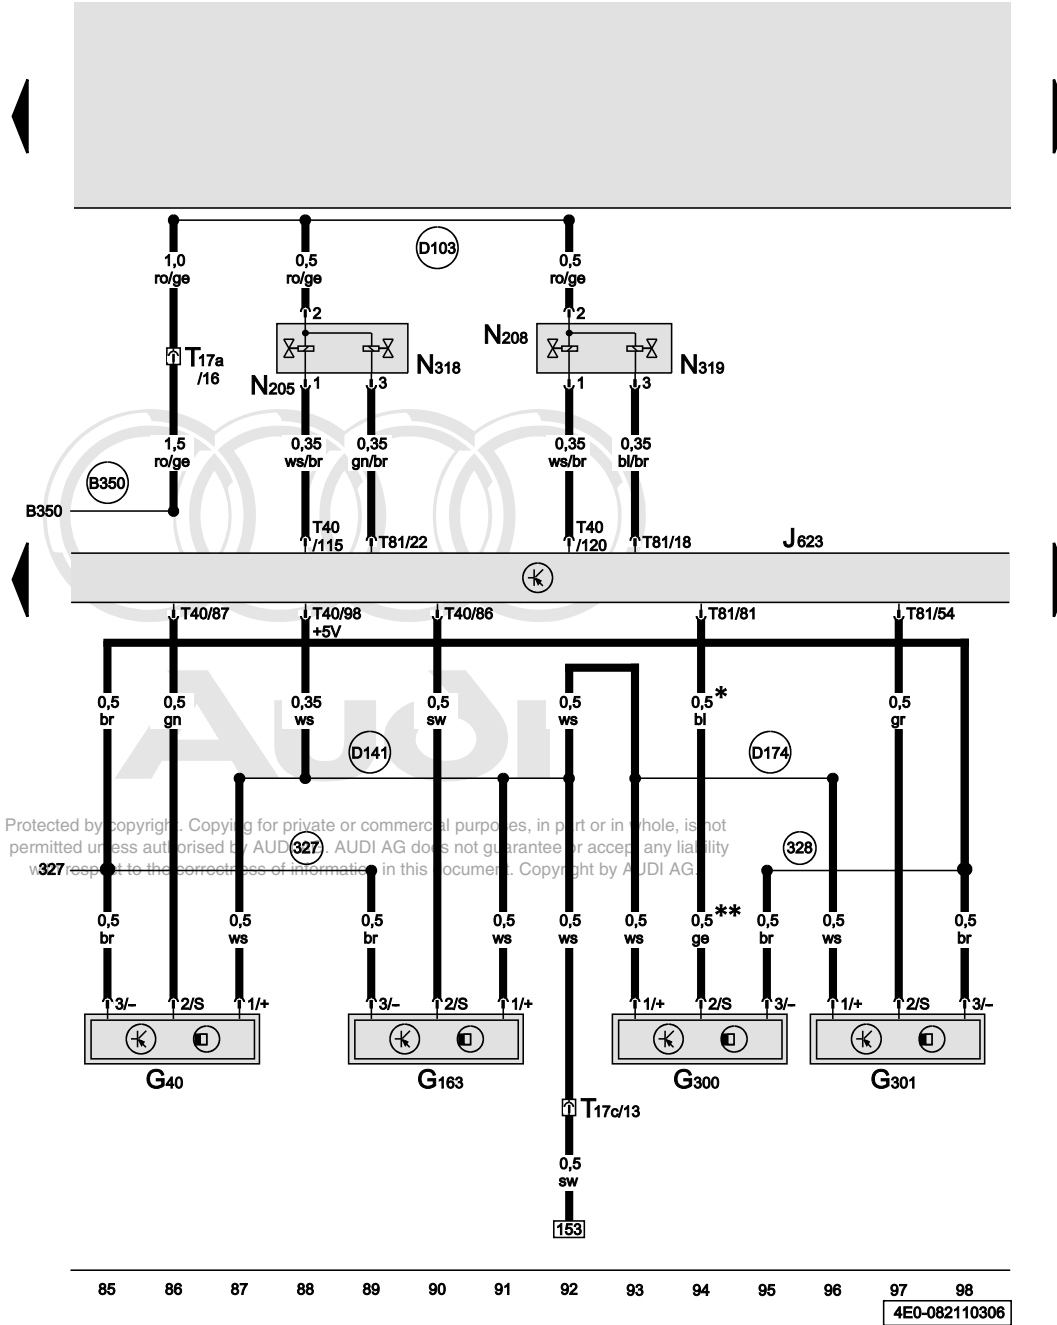 D103
1,0 0,5 0,5
ro/ge ro/ge ro/ge
2 2
N208
T17a
/16
N318 N319
N205 1 3 1 3
1,5 0,35 0,35 0,35 0,35
ro/ge ws/br gn/br ws/br bl/br
B350
B350
T40
/115 T81/22 T40
/120 T81/18 J623
T40/87 T40/98 T40/86 T81/81 T81/54
+5V
0,5 0,5 0,35 0,5 0,5 0,5 * 0,5
br gn ws sw ws bl gr
Audi
D141 D174
Protected by copyright. Copying for private or commercial purposes, in part or in whole, is not
permitted unless authorised by AUDI AG. AUDI AG does not guarantee or accept any liability
with respect to the correctness of information in this document. Copyright by AUDI AG.
327 328
327
0,5 0,5 0,5 0,5 0,5 0,5 0,5 ** 0,5 0,5 0,5
br ws br ws ws ws ge br ws br
3/– 2/S 1/+ 3/– 2/S 1/+ 1/+ 2/S 3/– 1/+ 2/S 3/–
G40 G163 G300 G301
T17c/13
0,5
sw
153
85 86 87 88 89 90 91 92 93 94 95 96 97 98
4E0-082110306